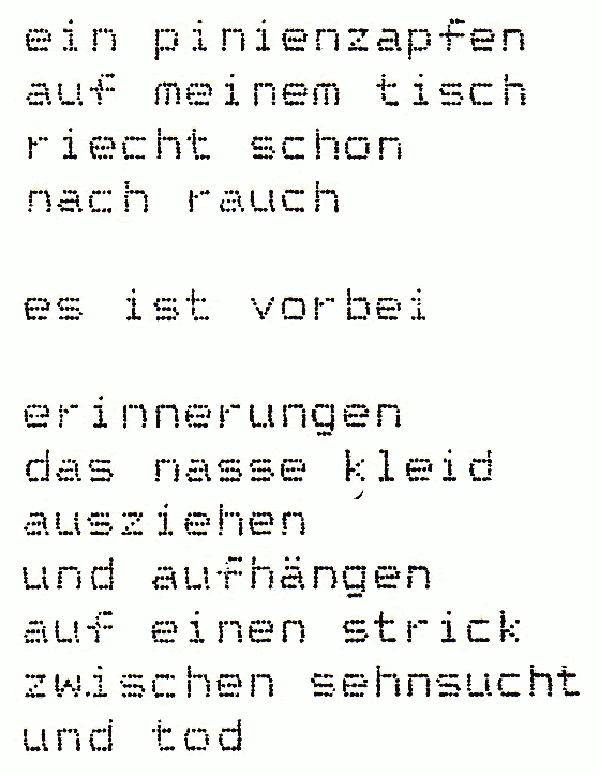 ein pinienzapfen
auf meinem tisch
riecht schon
nach rauch

es ist vorbei

erinnerungen
das nasse kleid
ausziehen
und aufhängen
auf einen strick
zwischen sehnsucht
und tod